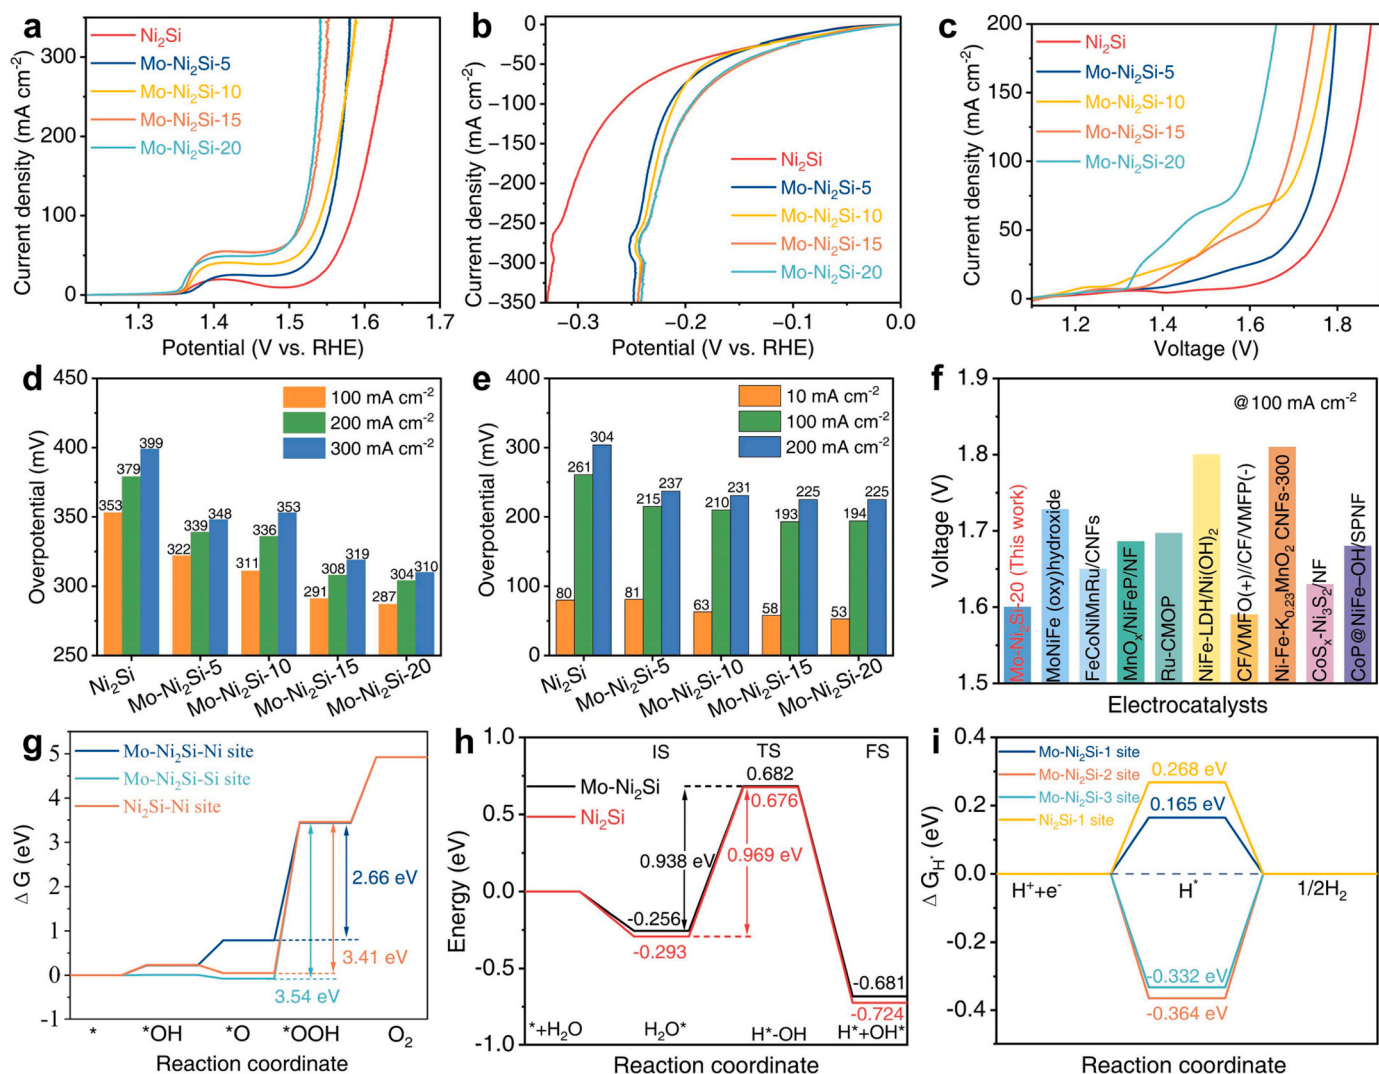 a
350
300
250
200
150
100
50
0
Current density (mA cm⁻²)
Ni₂Si
Mo-Ni₂Si-5
Mo-Ni₂Si-10
Mo-Ni₂Si-15
Mo-Ni₂Si-20
1.3
1.4
1.5
1.6
1.7
Potential (V vs. RHE)
b
0
−50
−100
−150
−200
−250
−300
−350
Current density (mA cm⁻²)
Ni₂Si
Mo-Ni₂Si-5
Mo-Ni₂Si-10
Mo-Ni₂Si-15
Mo-Ni₂Si-20
−0.3
−0.2
−0.1
0.0
Potential (V vs. RHE)
c
200
150
100
50
0
Current density (mA cm⁻²)
Ni₂Si
Mo-Ni₂Si-5
Mo-Ni₂Si-10
Mo-Ni₂Si-15
Mo-Ni₂Si-20
1.2
1.4
1.6
1.8
Voltage (V)
d
450
400
350
300
250
Overpotential (mV)
100 mA cm⁻²
200 mA cm⁻²
300 mA cm⁻²
353
379
399
322
339
348
311
336
353
291
308
319
287
304
310
Ni₂Si
Mo-Ni₂Si-5
Mo-Ni₂Si-10
Mo-Ni₂Si-15
Mo-Ni₂Si-20
e
400
300
200
100
0
Overpotential (mV)
10 mA cm⁻²
100 mA cm⁻²
200 mA cm⁻²
80
261
304
81
215
237
63
210
231
58
193
225
53
194
225
Ni₂Si
Mo-Ni₂Si-5
Mo-Ni₂Si-10
Mo-Ni₂Si-15
Mo-Ni₂Si-20
f
1.9
1.8
1.7
1.6
1.5
Voltage (V)
@100 mA cm⁻²
Mo-Ni₂Si-20 (This work)
MoNiFe (oxy)hydroxide
FeCoNiMnRu/CNFs
MnOₓ/NiFeP/NF
Ru-CMOP
NiFe-LDH/Ni(OH)₂
CF/VMFO(+)//CF/VMFP(-)
Ni-Fe-K₀.₂₃MnO₂ CNFs-300
CoSₓ-Ni₃S₂/NF
CoP@NiFe–OH/SPNF
Electrocatalysts
g
5
4
3
2
1
0
-1
Δ G (eV)
Mo-Ni₂Si-Ni site
Mo-Ni₂Si-Si site
Ni₂Si-Ni site
2.66 eV
3.41 eV
3.54 eV
*
*OH
*O
*OOH
O₂
Reaction coordinate
h
1.0
0.5
0.0
-0.5
-1.0
Energy (eV)
IS
TS
FS
Mo-Ni₂Si
Ni₂Si
0.682
0.676
0.938 eV
0.969 eV
-0.256
-0.293
-0.681
-0.724
*+H₂O
H₂O*
H*-OH
H*+OH*
Reaction coordinate
i
0.4
0.2
0.0
-0.2
-0.4
Δ G_H* (eV)
Mo-Ni₂Si-1 site
Mo-Ni₂Si-2 site
Mo-Ni₂Si-3 site
Ni₂Si-1 site
0.268 eV
0.165 eV
H⁺+e⁻
H*
1/2H₂
-0.332 eV
-0.364 eV
Reaction coordinate